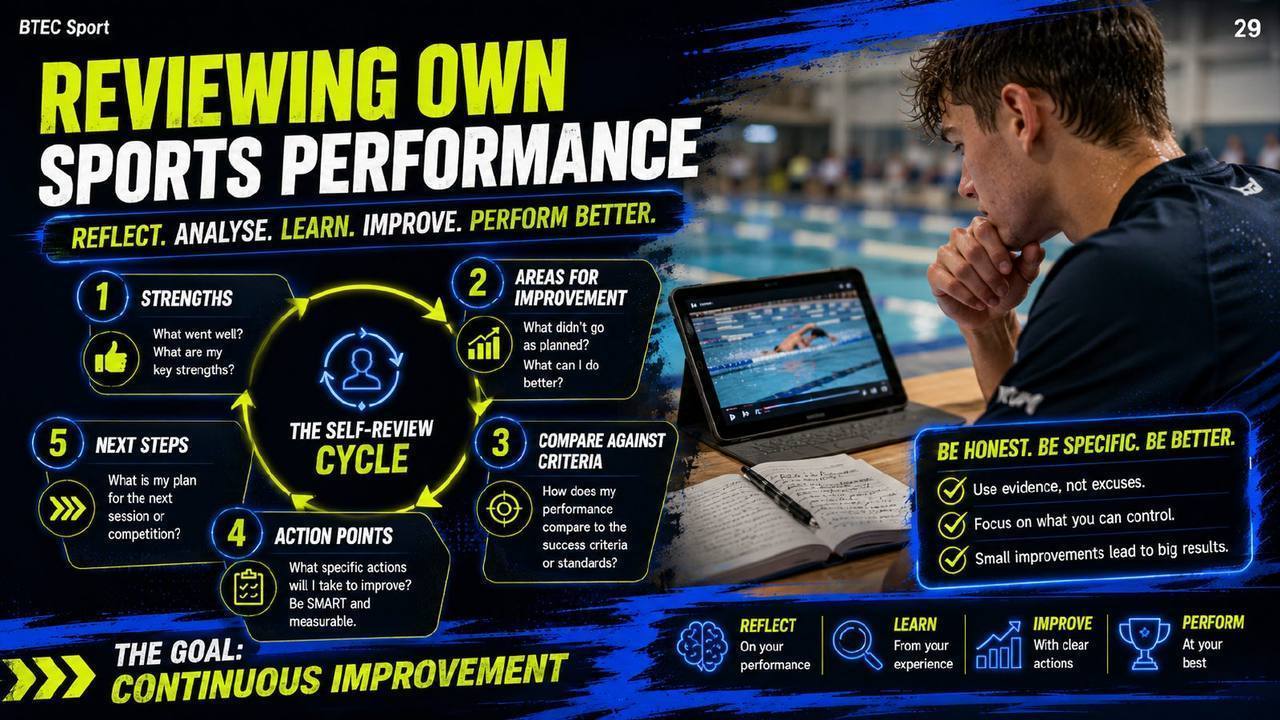 BTEC Sport
29
REVIEWING OWN
SPORTS PERFORMANCE
REFLECT. ANALYSE. LEARN. IMPROVE. PERFORM BETTER.
1
STRENGTHS
What went well?
What are my
key strengths?
2
AREAS FOR
IMPROVEMENT
What didn't go
as planned?
What can I do
better?
3
COMPARE AGAINST
CRITERIA
How does my
performance
compare to the
success criteria
or standards?
4
ACTION POINTS
What specific actions
will I take to improve?
Be SMART and
measurable.
5
NEXT STEPS
What is my plan
for the next
session or
competition?
THE SELF-REVIEW
CYCLE
BE HONEST. BE SPECIFIC. BE BETTER.
Use evidence, not excuses.
Focus on what you can control.
Small improvements lead to big results.
THE GOAL:
CONTINUOUS IMPROVEMENT
REFLECT
On your
performance
LEARN
From your
experience
IMPROVE
With clear
actions
PERFORM
At your
best